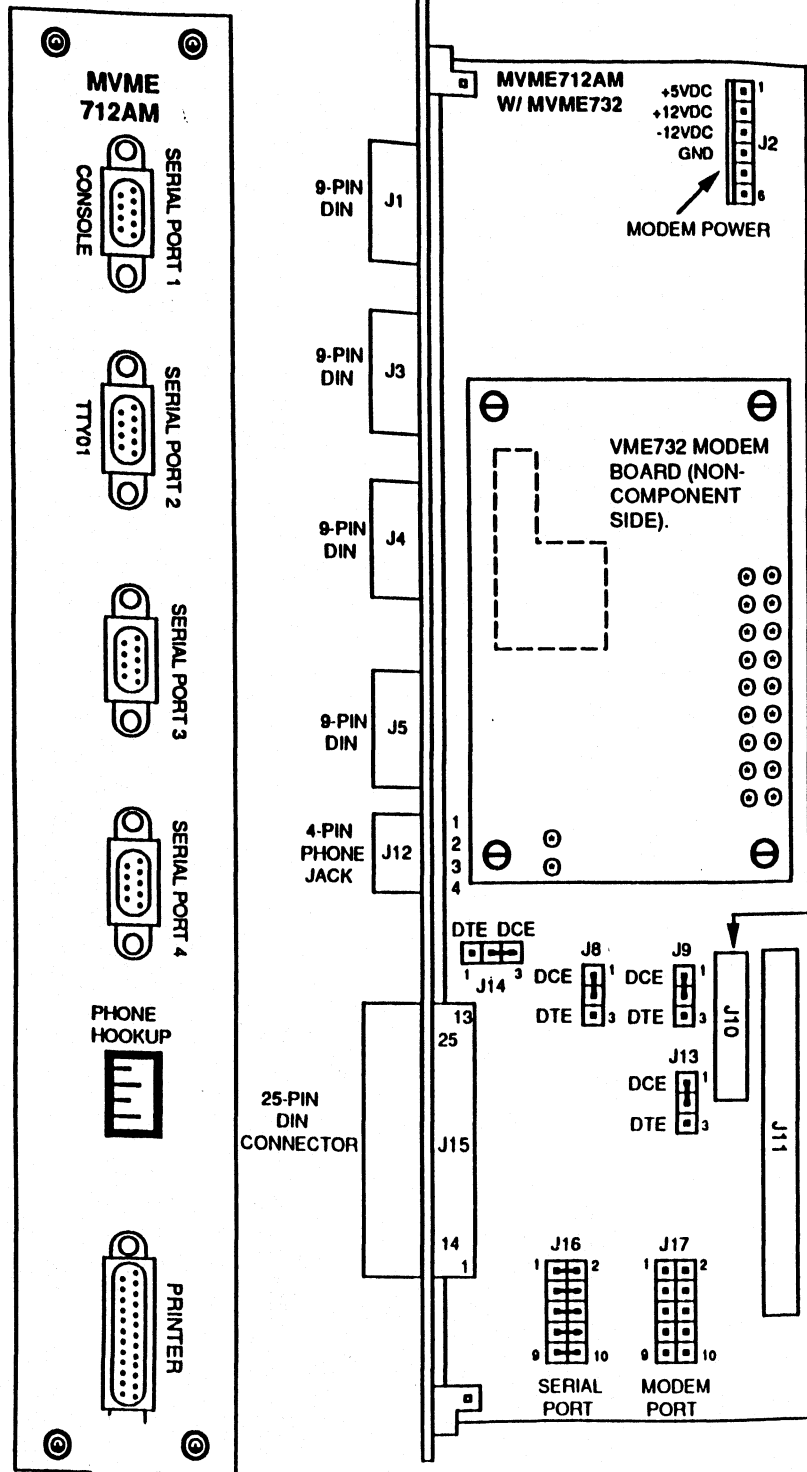 MVME
712AM
SERIAL PORT 1
CONSOLE
SERIAL PORT 2
TTY01
SERIAL PORT 3
SERIAL PORT 4
PHONE
HOOKUP
PRINTER
9-PIN
DIN
J1
9-PIN
DIN
J3
9-PIN
DIN
J4
9-PIN
DIN
J5
4-PIN
PHONE
JACK
J12
1
2
3
4
25-PIN
DIN
CONNECTOR
13
25
J15
14
1
MVME712AM
W/ MVME732
+5VDC
+12VDC
-12VDC
GND
1
J2
6
MODEM POWER
VME732 MODEM
BOARD (NON-
COMPONENT
SIDE).
DTE DCE
1 3
J14
J8
DCE 1
DTE 3
J9
DCE 1
DTE 3
J10
J13
DCE 1
DTE 3
J11
J16
1 2
9 10
SERIAL
PORT
J17
1 2
9 10
MODEM
PORT